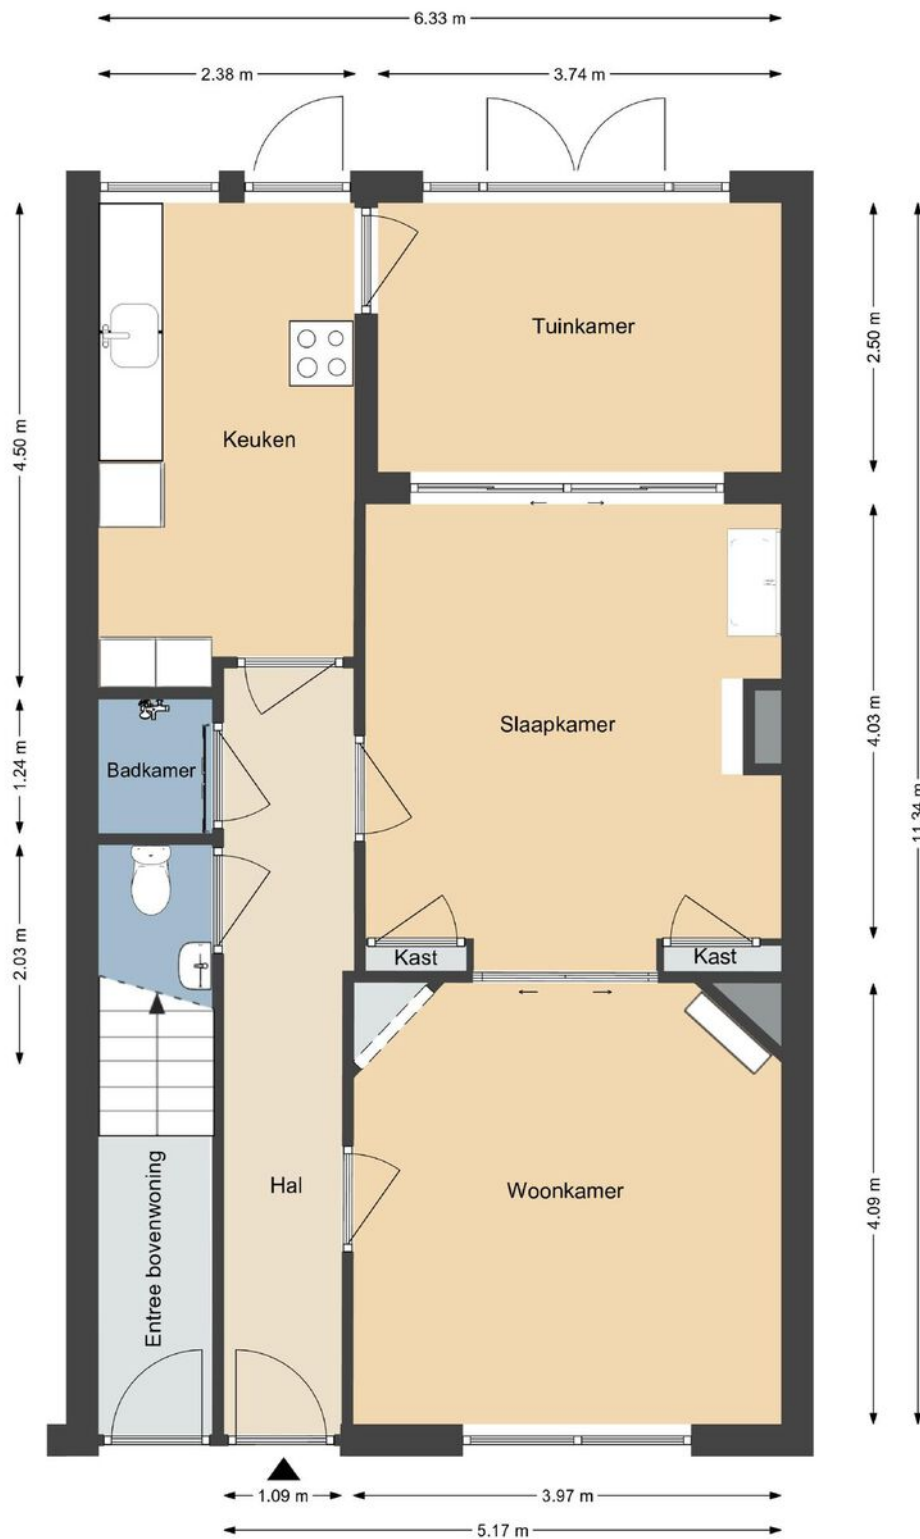 6.33 m
2.38 m
3.74 m
4.50 m
2.50 m
Tuinkamer
Keuken
Slaapkamer
4.03 m
1.24 m
Badkamer
11.34 m
2.03 m
Kast
Kast
4.09 m
Entree bovenwoning
Hal
Woonkamer
1.09 m
3.97 m
5.17 m